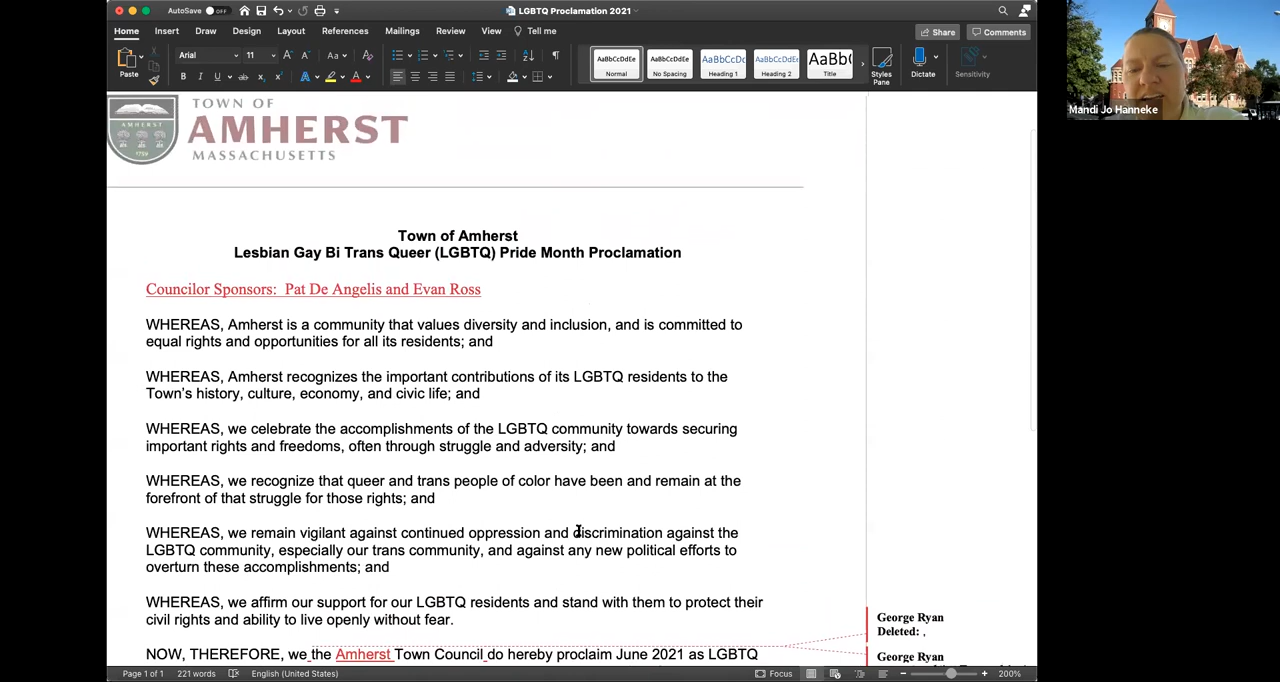 AutoSave OFF
LGBTQ Proclamation 2021
Home Insert Draw Design Layout References Mailings Review View Tell me
Share Comments
Paste
Arial 11
AaBbCcDdEe Normal
AaBbCcDdEe No Spacing
AaBbCcDc Heading 1
AaBbCcDdEe Heading 2
AaBb( Title
Styles Pane
Dictate
Sensitivity
Mandi Jo Hanneke
TOWN OF
AMHERST
MASSACHUSETTS
AMHERST
1759
Town of Amherst
Lesbian Gay Bi Trans Queer (LGBTQ) Pride Month Proclamation
Councilor Sponsors: Pat De Angelis and Evan Ross
WHEREAS, Amherst is a community that values diversity and inclusion, and is committed to
equal rights and opportunities for all its residents; and
WHEREAS, Amherst recognizes the important contributions of its LGBTQ residents to the
Town's history, culture, economy, and civic life; and
WHEREAS, we celebrate the accomplishments of the LGBTQ community towards securing
important rights and freedoms, often through struggle and adversity; and
WHEREAS, we recognize that queer and trans people of color have been and remain at the
forefront of that struggle for those rights; and
WHEREAS, we remain vigilant against continued oppression and discrimination against the
LGBTQ community, especially our trans community, and against any new political efforts to
overturn these accomplishments; and
WHEREAS, we affirm our support for our LGBTQ residents and stand with them to protect their
civil rights and ability to live openly without fear.
NOW, THEREFORE, we the Amherst Town Council do hereby proclaim June 2021 as LGBTQ
George Ryan
Deleted: ,
George Ryan
Page 1 of 1 221 words English (United States) Focus 200%